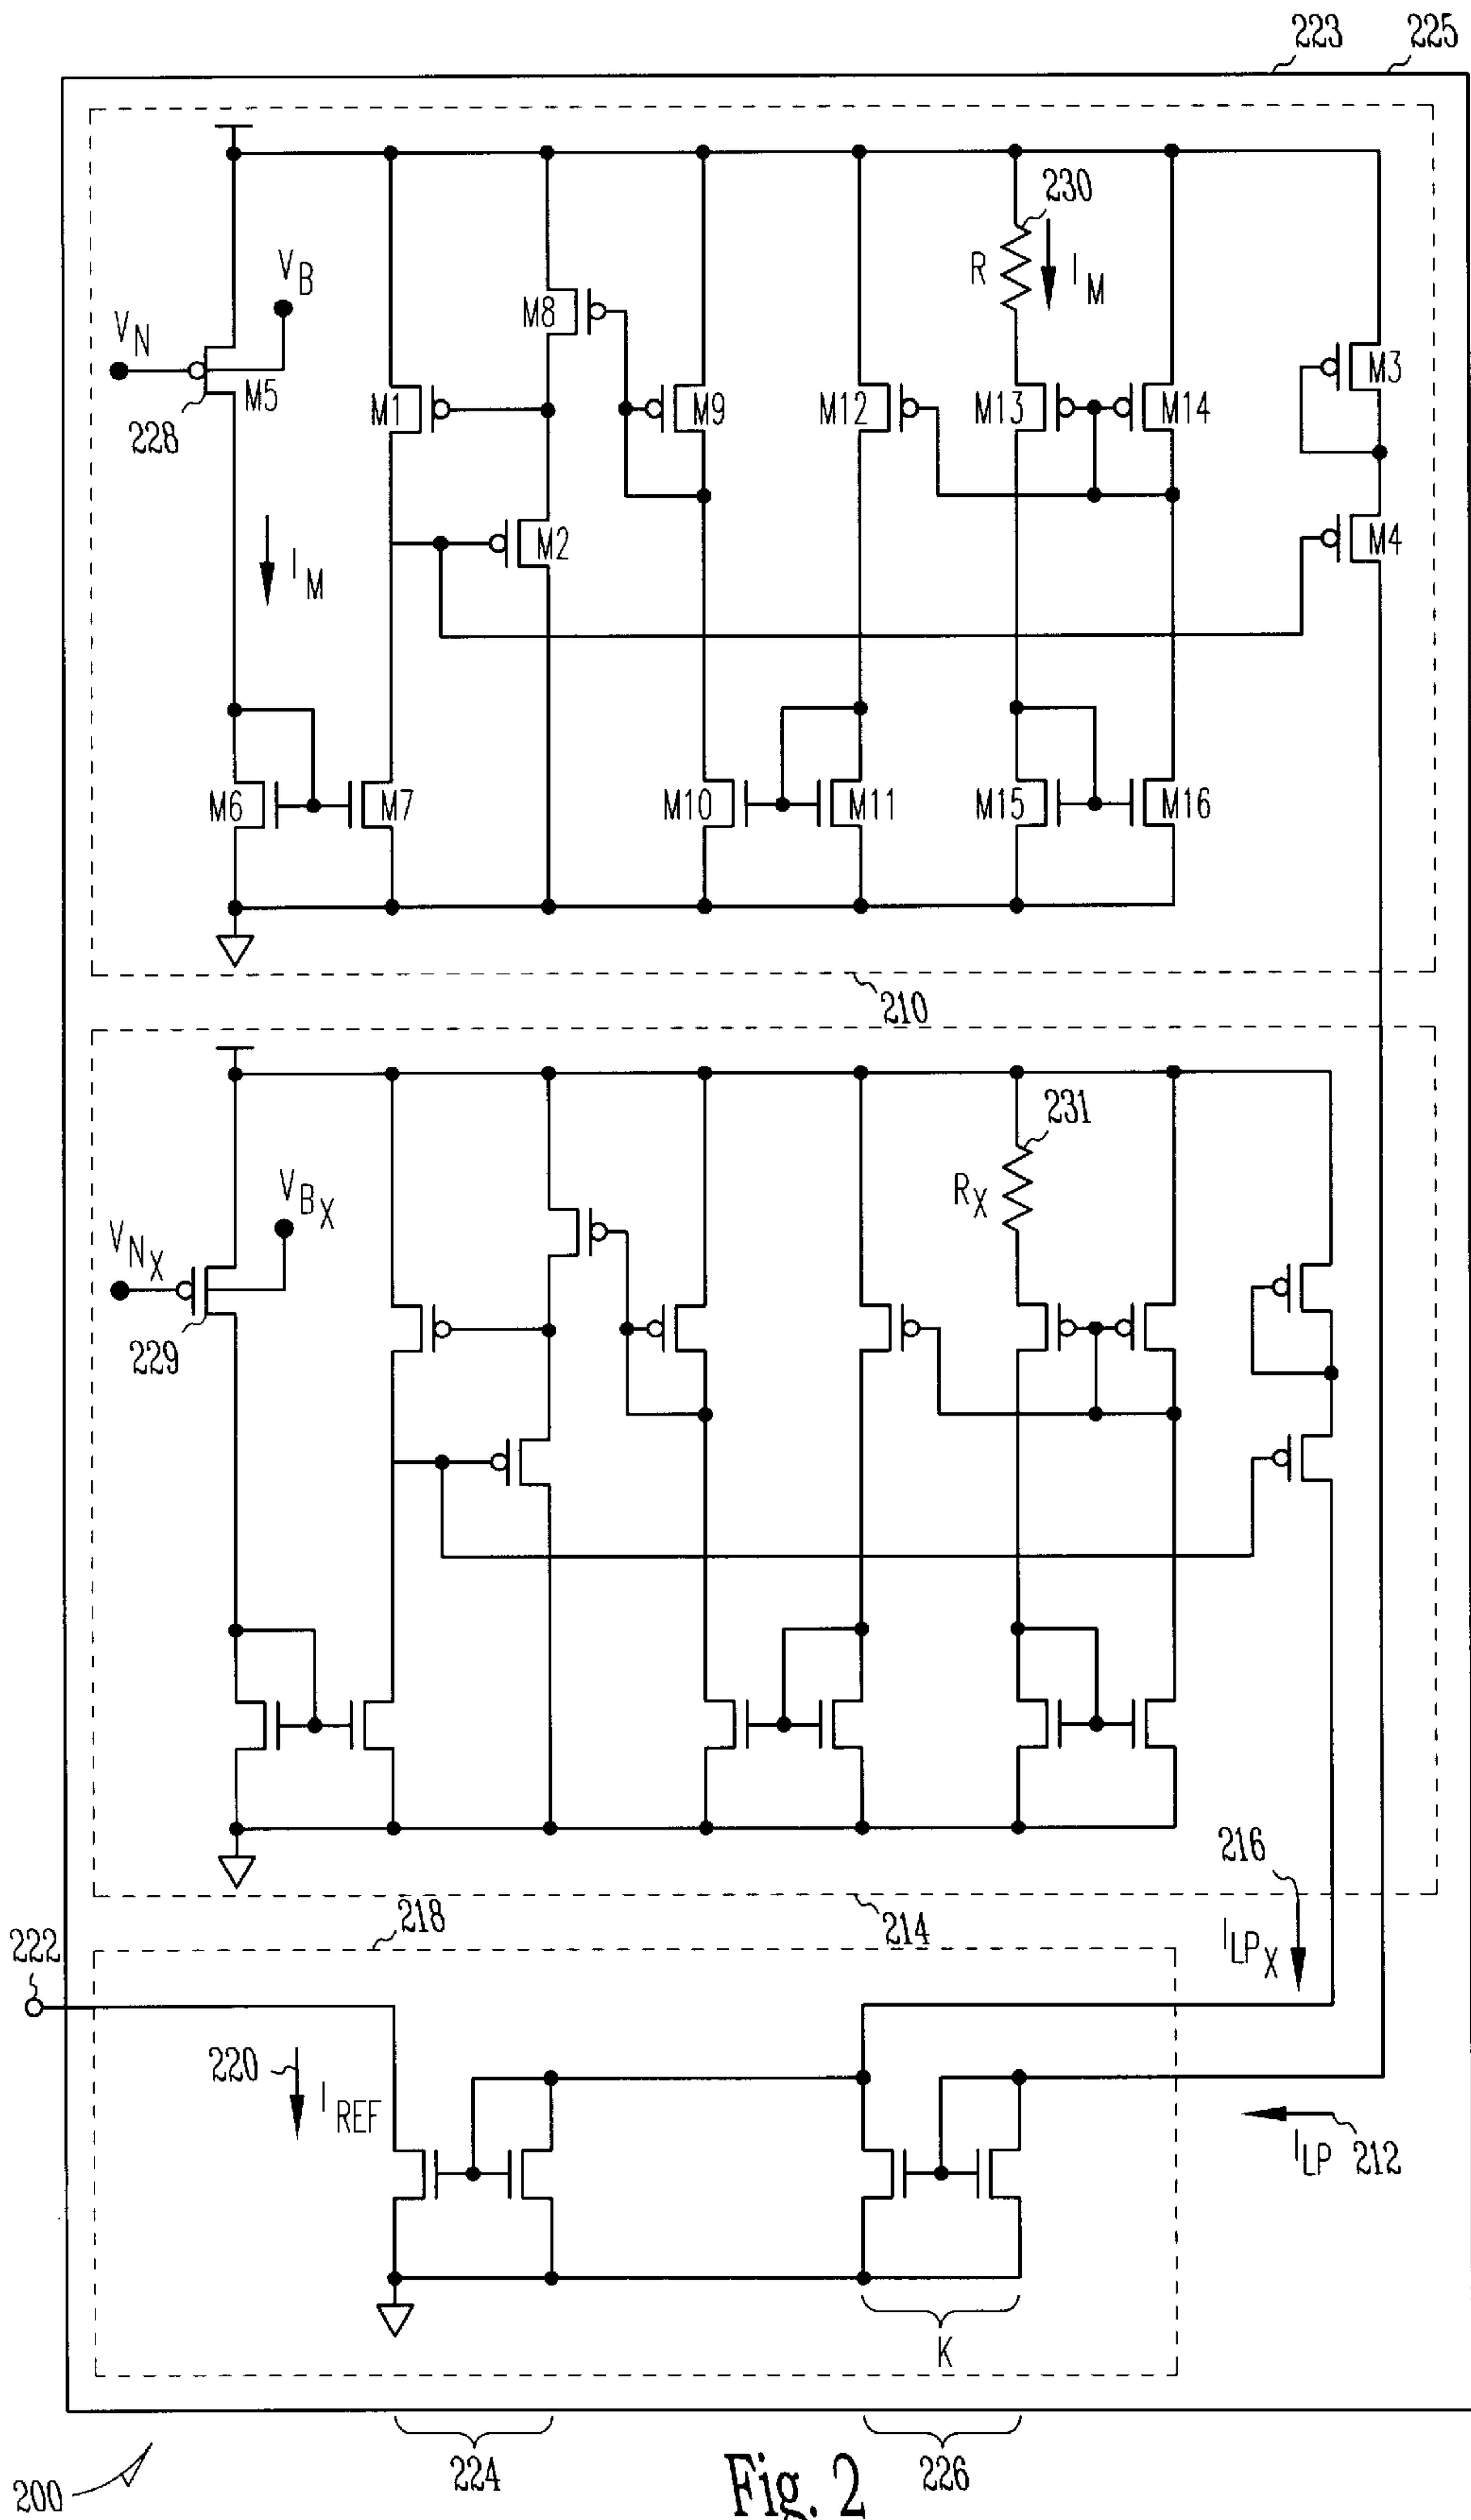 223 225
230
V_B
V_N
M8
R
I_M
M5
M1
M9
M12
M13
M14
M3
228
M2
M4
I_M
M6
M7
M10
M11
M15
M16
210
231
V_BX
R_X
V_NX
229
216
218
214
222
I_LPX
220
I_REF
I_LP 212
K
224
226
200
Fig. 2